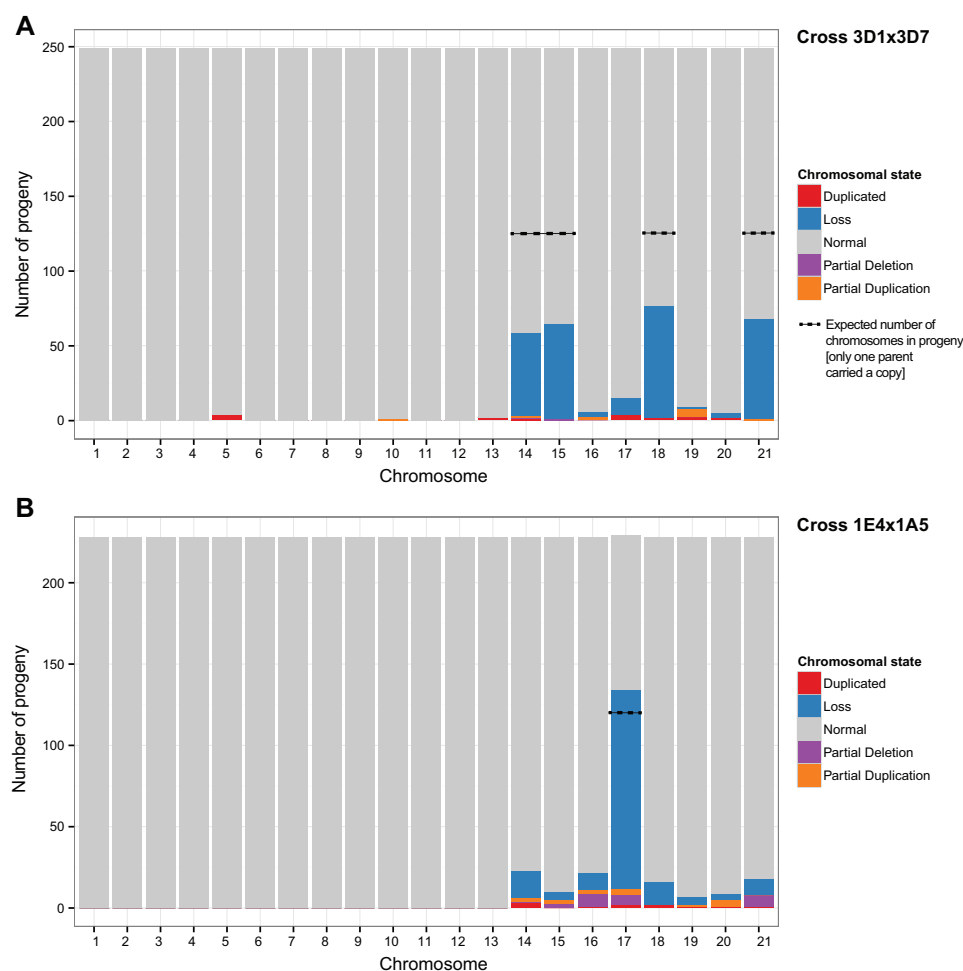 A
Cross 3D1x3D7
Number of progeny
250
200
150
100
50
0
1 2 3 4 5 6 7 8 9 10 11 12 13 14 15 16 17 18 19 20 21
Chromosome
Chromosomal state
Duplicated
Loss
Normal
Partial Deletion
Partial Duplication
Expected number of
chromosomes in progeny
[only one parent
carried a copy]
B
Cross 1E4x1A5
Number of progeny
200
150
100
50
0
1 2 3 4 5 6 7 8 9 10 11 12 13 14 15 16 17 18 19 20 21
Chromosome
Chromosomal state
Duplicated
Loss
Normal
Partial Deletion
Partial Duplication